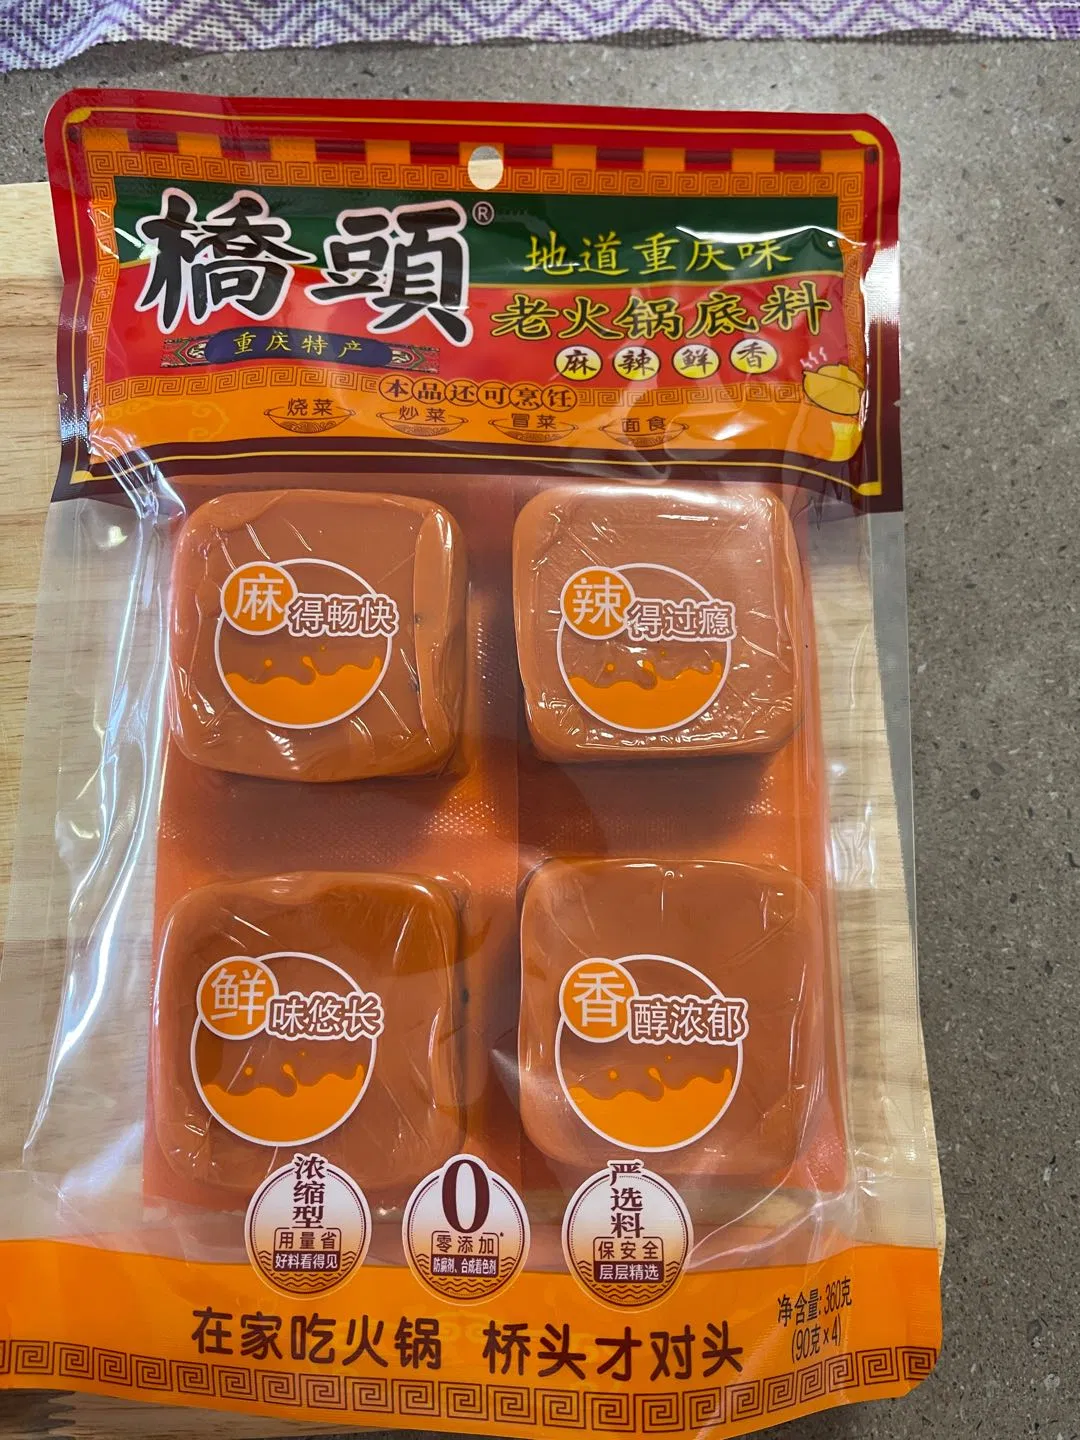 橋頭®
地道重庆味
老火锅底料
重庆特产
麻 辣 鲜 香
本品还可烹饪
烧菜 炒菜 冒菜 面食
麻得畅快
辣得过瘾
鲜味悠长
香醇浓郁
浓缩型
用量省
好料看得见
0
零添加*
防腐剂、合成着色剂
严选料
保安全
层层精选
净含量:360克
(90克×4)
在家吃火锅 桥头才对头